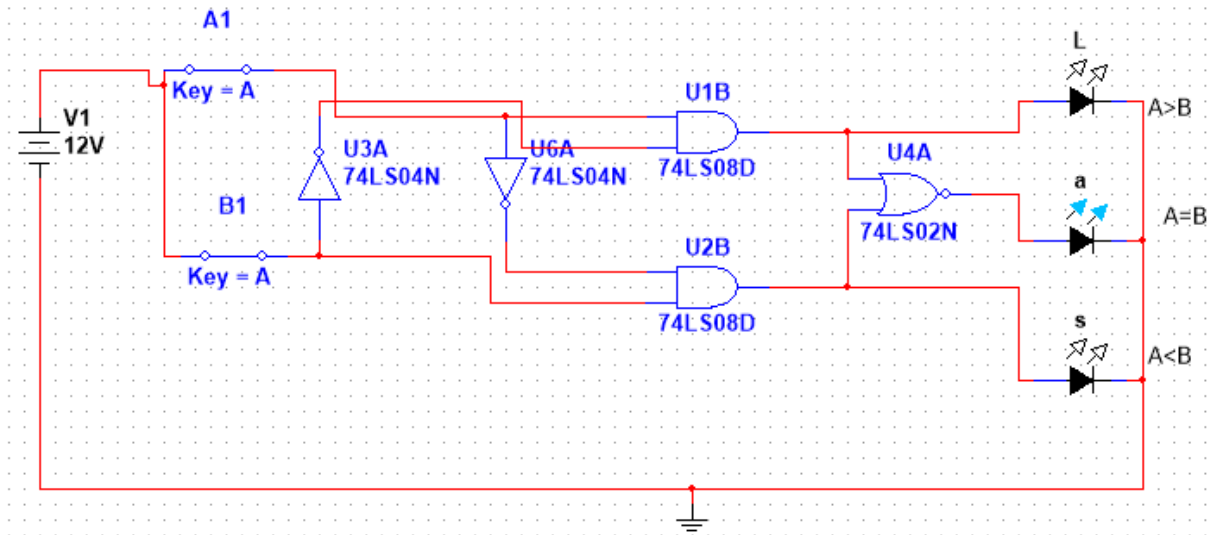 A1
Key = A
V1
12V
U3A
74LS04N
U6A
74LS04N
B1
Key = A
U1B
74LS08D
U2B
74LS08D
U4A
74LS02N
L
A>B
a
A=B
s
A<B